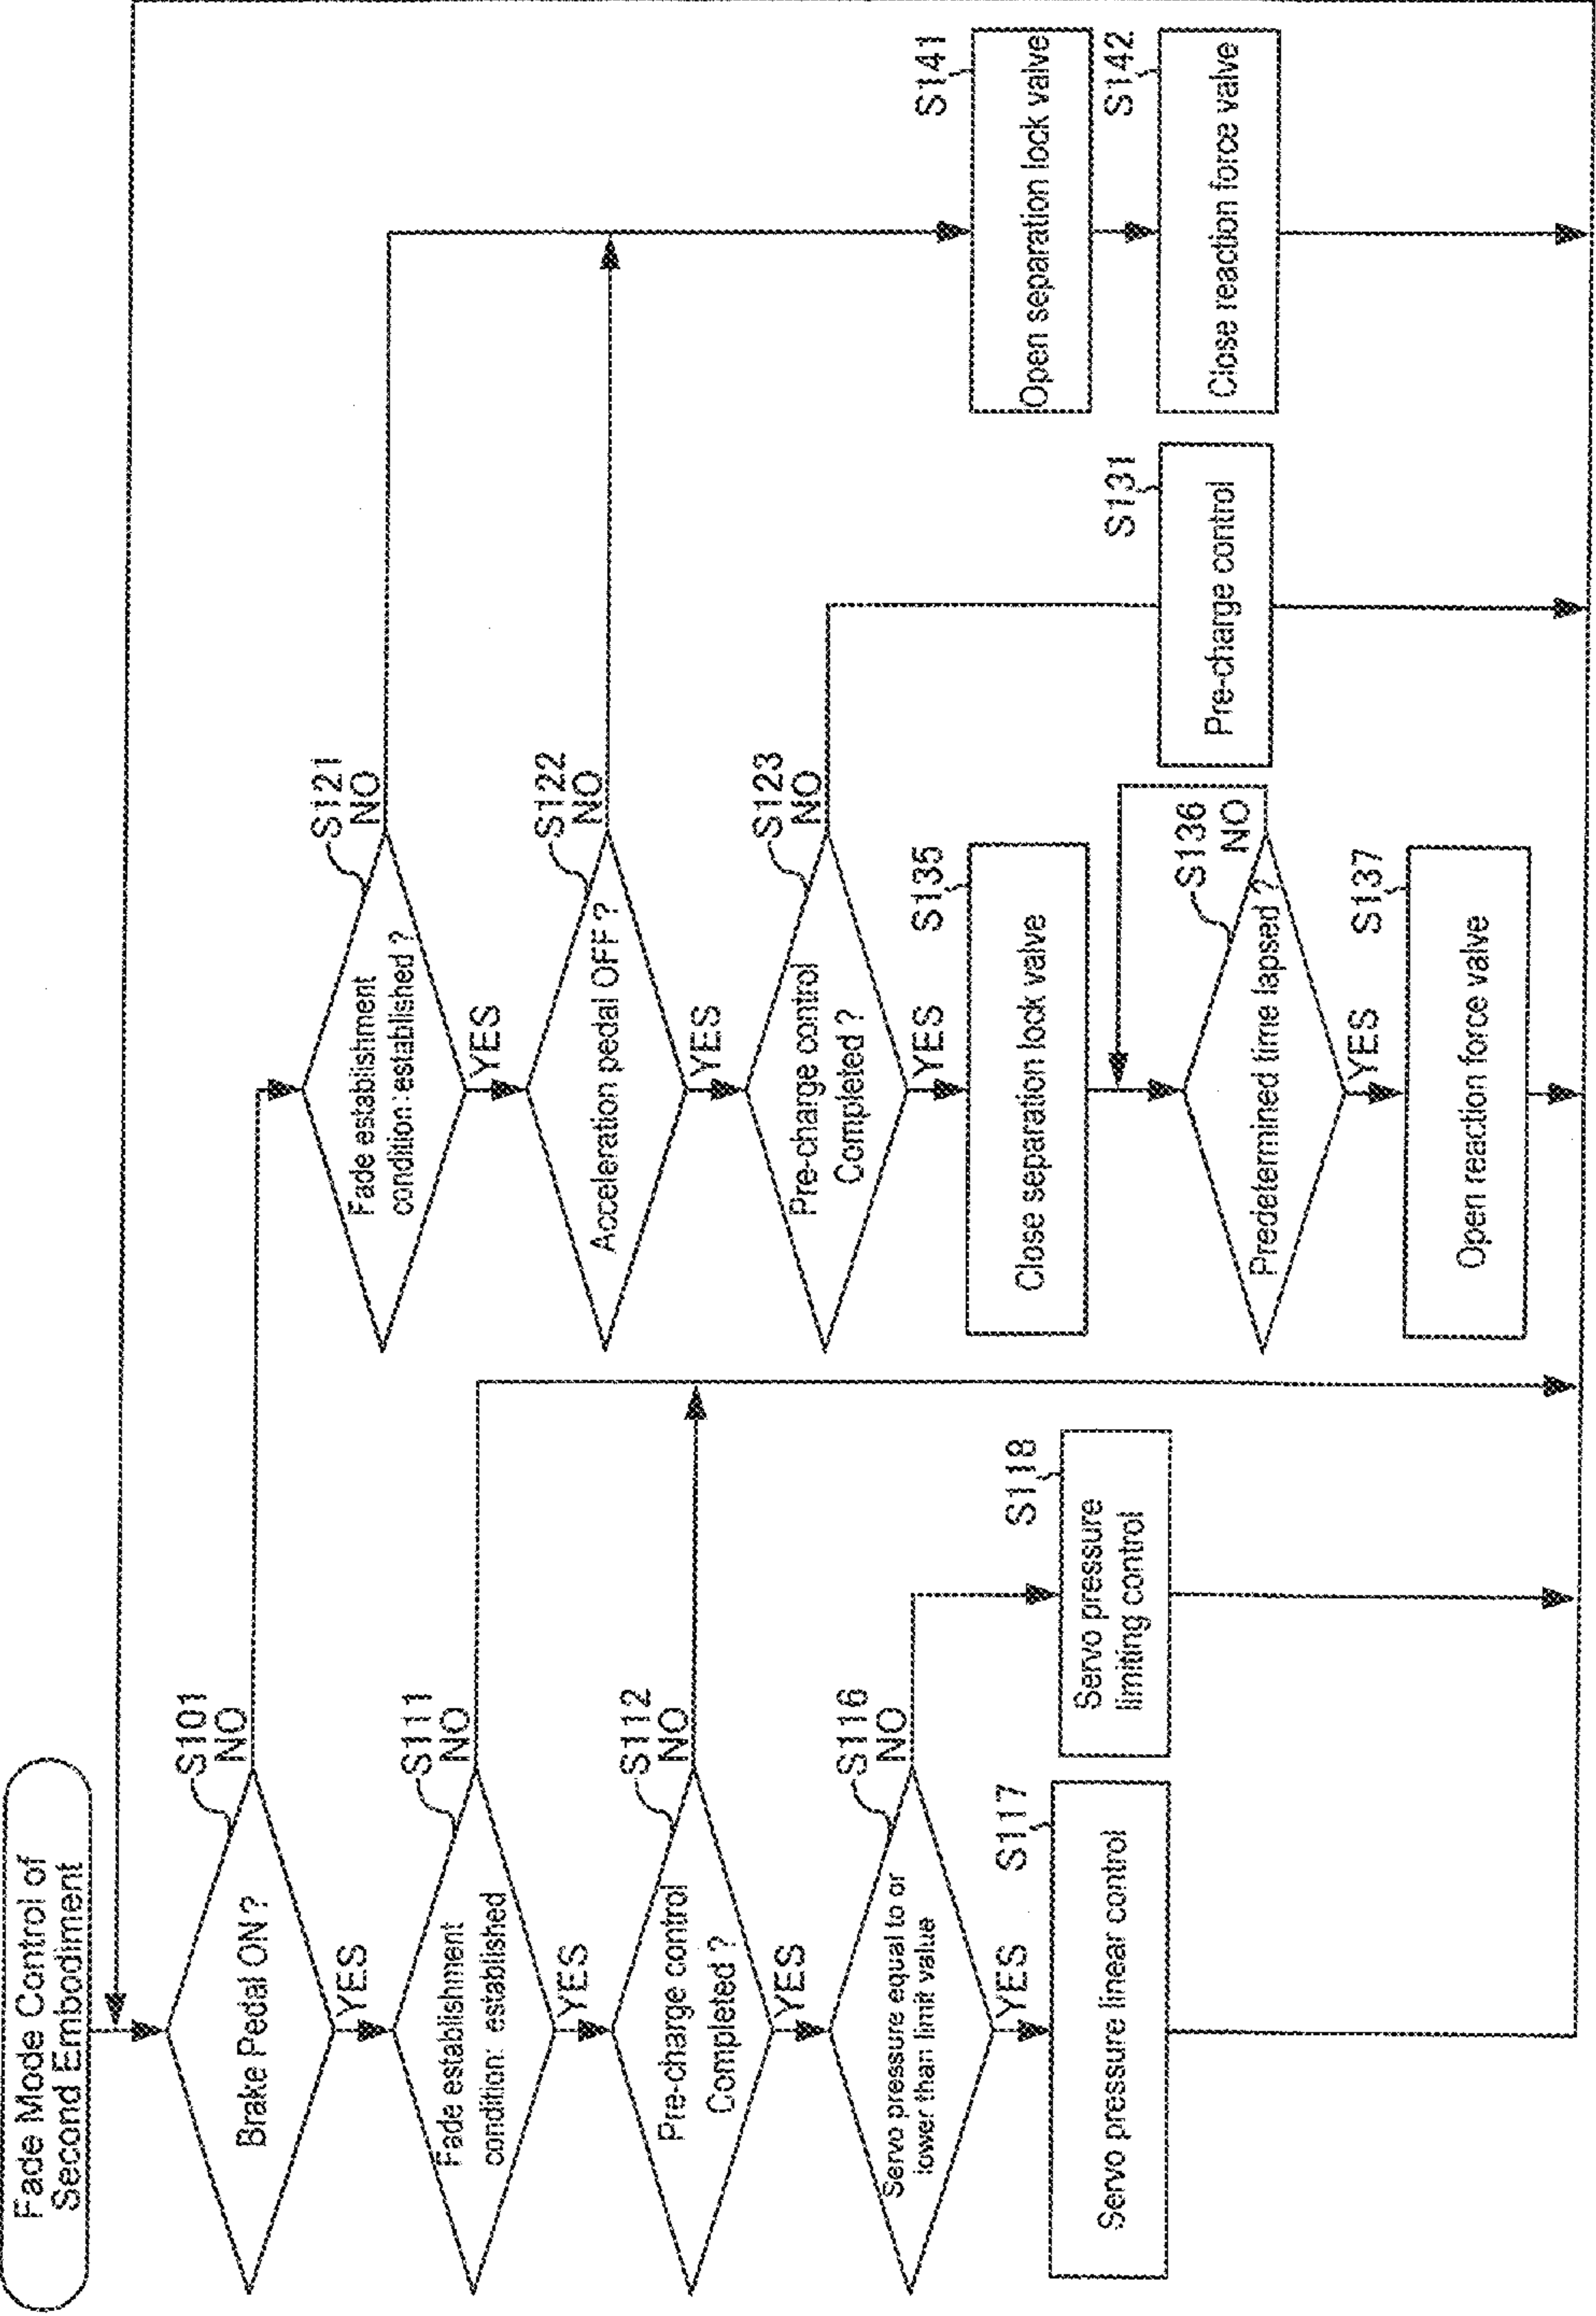 Fade Mode Control of
Second Embodiment
S101
Brake Pedal ON ?
NO
YES
S111
Fade establishment
condition: established
NO
YES
S112
Pre-charge control
Completed ?
NO
YES
S116
Servo pressure equal to or
lower than limit value
NO
YES
S117
Servo pressure linear control
S118
Servo pressure
limiting control
S121
Fade establishment
condition :established ?
NO
YES
S122
Acceleration pedal OFF ?
NO
YES
S123
Pre-charge control
Completed ?
NO
YES
S135
Close separation lock valve
S136
Predetermined time lapsed ?
NO
YES
S137
Open reaction force valve
S131
Pre-charge control
S141
Open separation lock valve
S142
Close reaction force valve